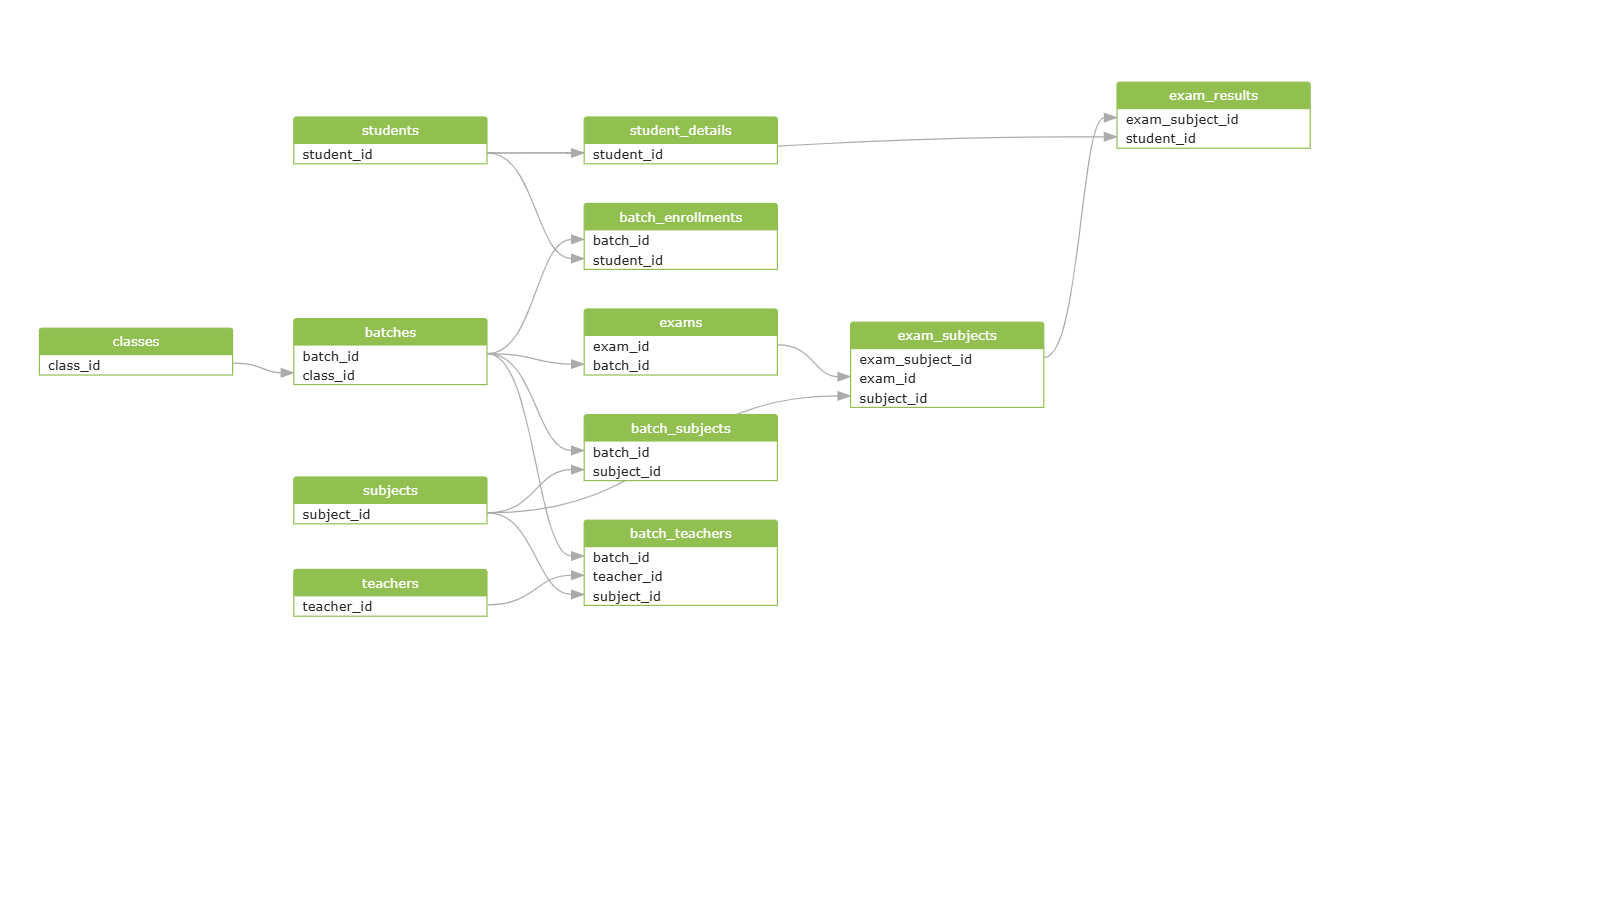 classes
class_id
students
student_id
batches
batch_id
class_id
subjects
subject_id
teachers
teacher_id
student_details
student_id
batch_enrollments
batch_id
student_id
exams
exam_id
batch_id
batch_subjects
batch_id
subject_id
batch_teachers
batch_id
teacher_id
subject_id
exam_subjects
exam_subject_id
exam_id
subject_id
exam_results
exam_subject_id
student_id